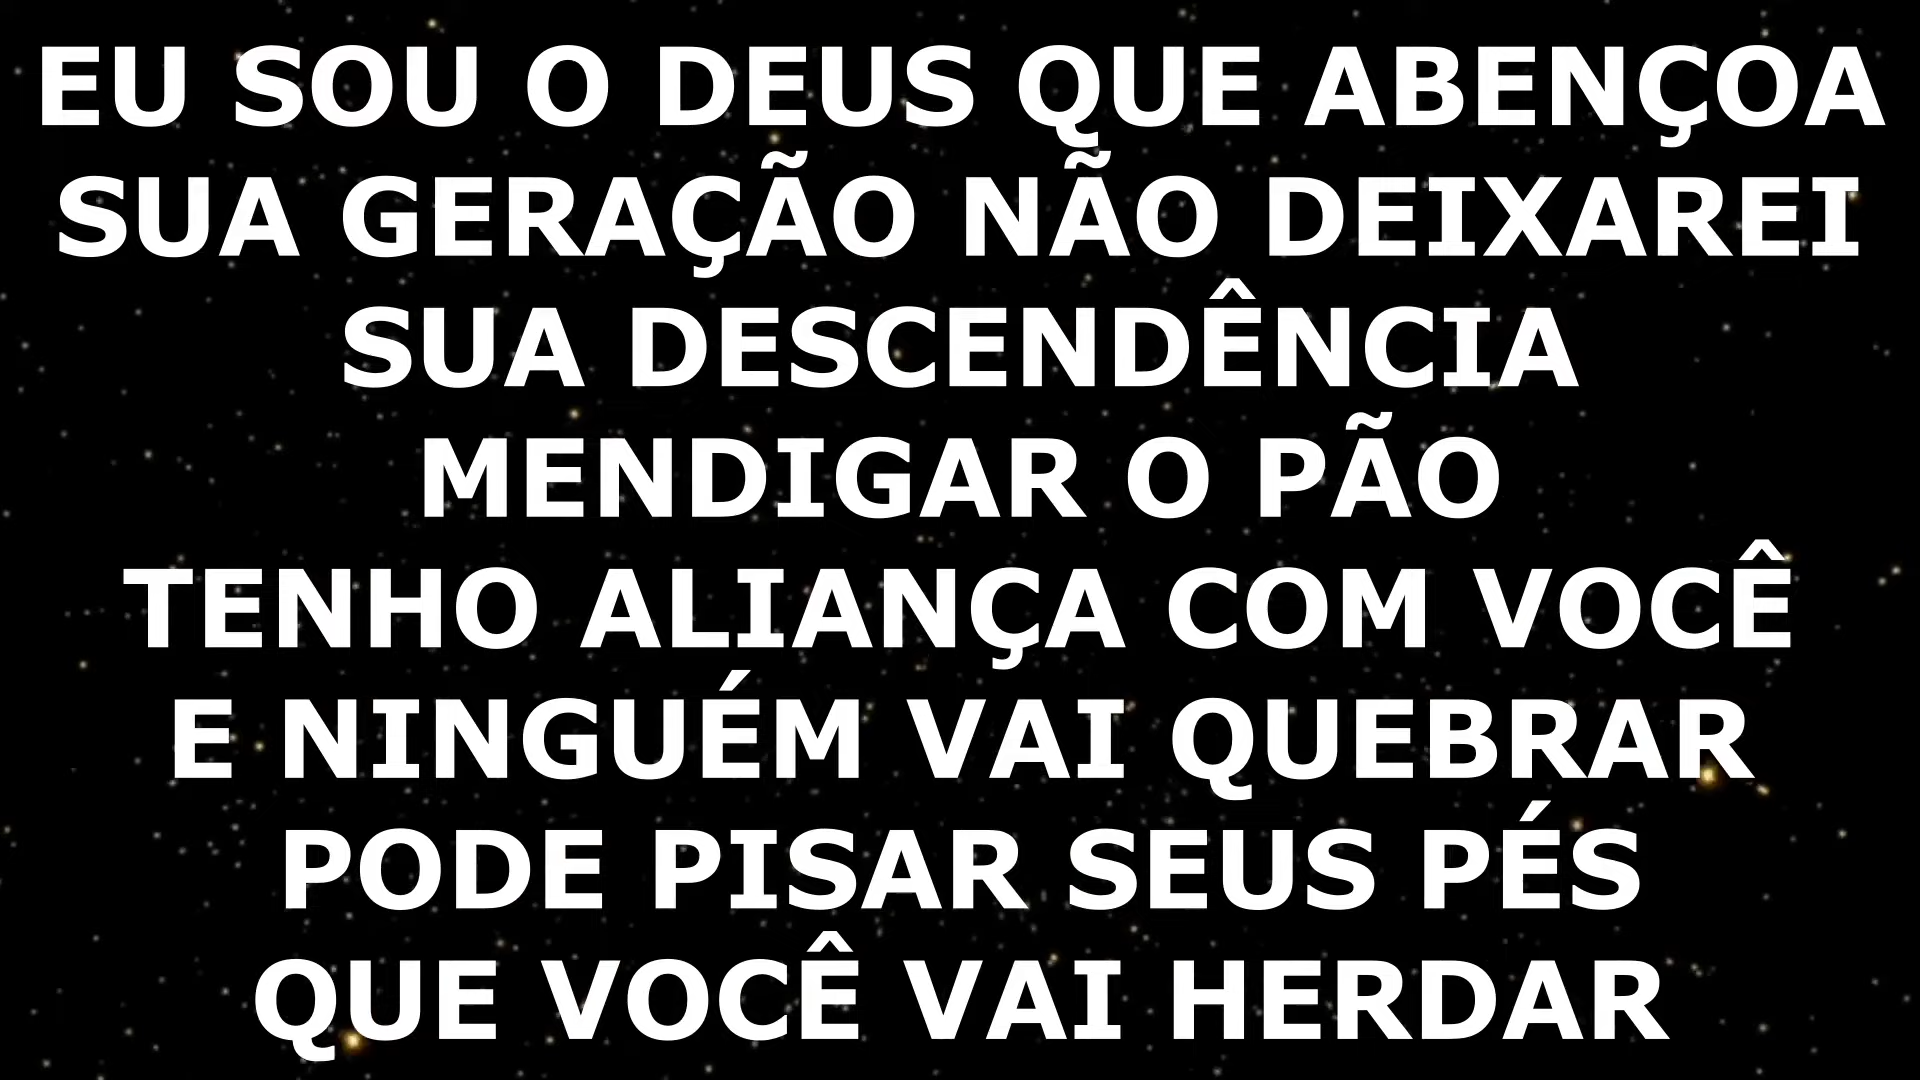 EU SOU O DEUS QUE ABENÇOA
SUA GERAÇÃO NÃO DEIXAREI
SUA DESCENDÊNCIA
MENDIGAR O PÃO
TENHO ALIANÇA COM VOCÊ
E NINGUÉM VAI QUEBRAR
PODE PISAR SEUS PÉS
QUE VOCÊ VAI HERDAR